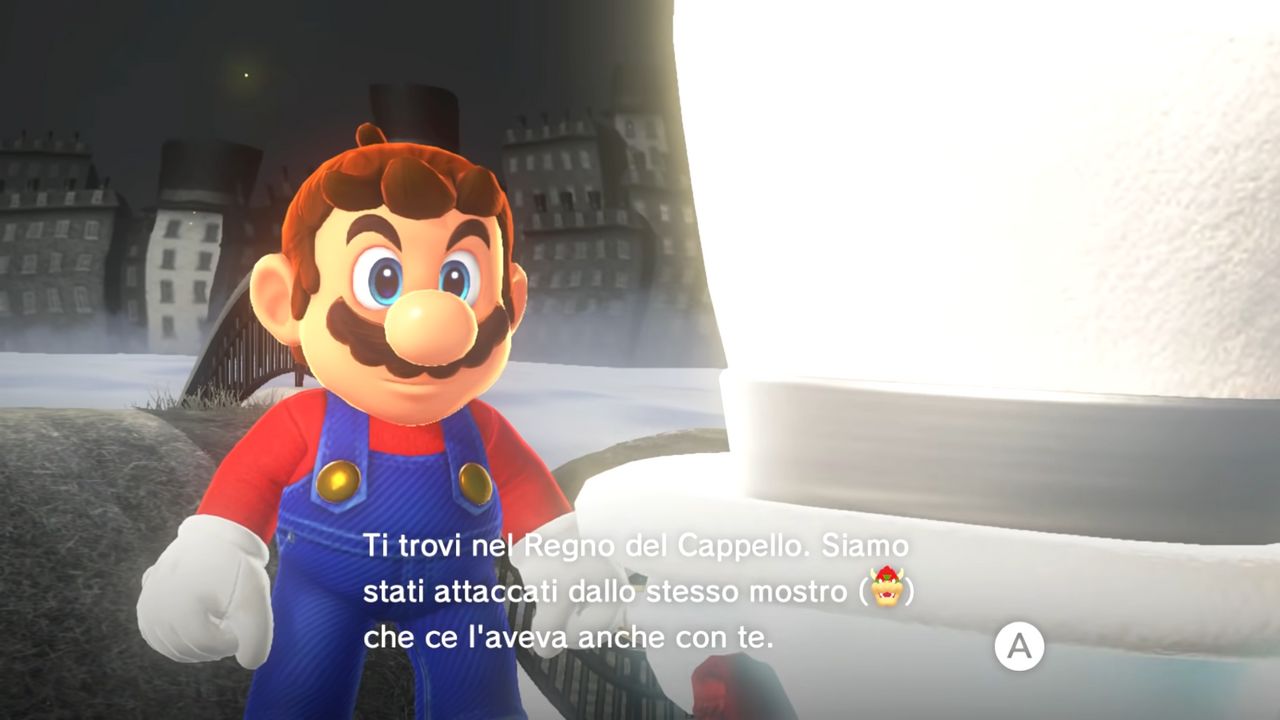 Ti trovi nel Regno del Cappello. Siamo
stati attaccati dallo stesso mostro ()
che ce l'aveva anche con te.
A